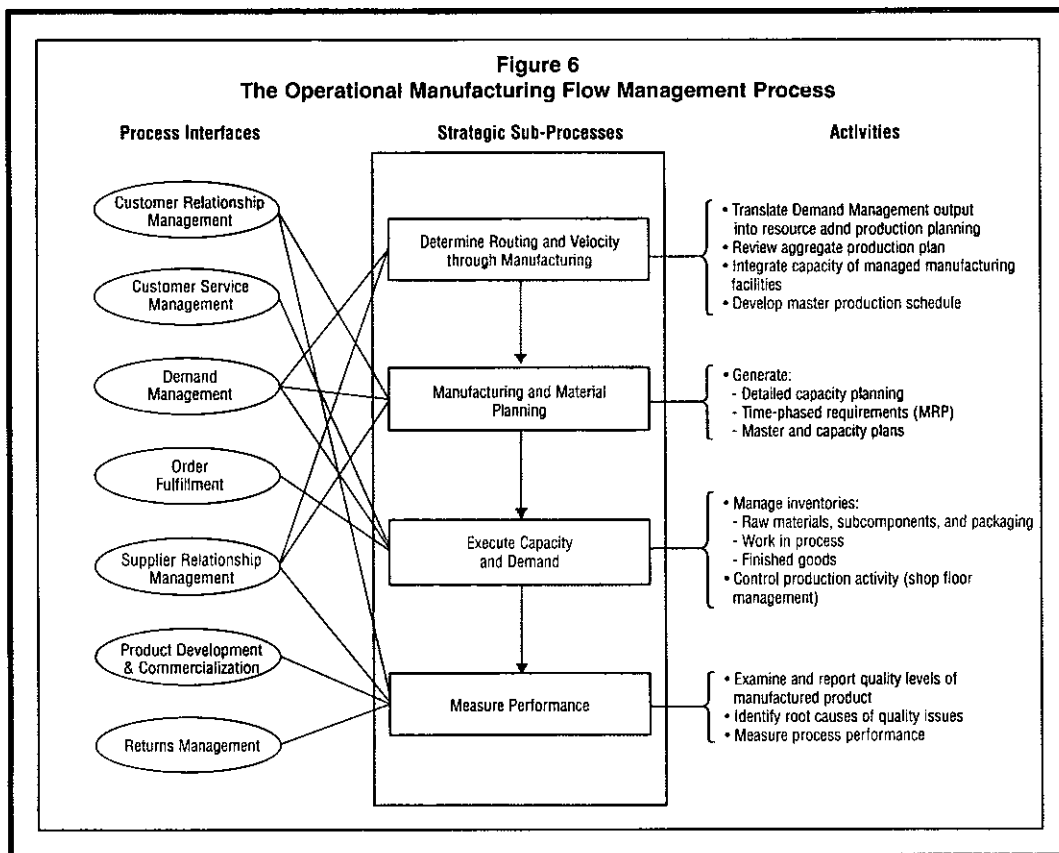 Figure 6
The Operational Manufacturing Flow Management Process
Process Interfaces
Strategic Sub-Processes
Activities
Customer Relationship
Management
Customer Service
Management
Demand
Management
Order
Fulfillment
Supplier Relationship
Management
Product Development
& Commercialization
Returns Management
Determine Routing and Velocity
through Manufacturing
Manufacturing and Material
Planning
Execute Capacity
and Demand
Measure Performance
• Translate Demand Management output
into resource adnd production planning
• Review aggregate production plan
• Integrate capacity of managed manufacturing
facilities
• Develop master production schedule
• Generate:
- Detailed capacity planning
- Time-phased requirements (MRP)
- Master and capacity plans
• Manage inventories:
- Raw materials, subcomponents, and packaging
- Work in process
- Finished goods
• Control production activity (shop floor
management)
• Examine and report quality levels of
manufactured product
• Identify root causes of quality issues
• Measure process performance